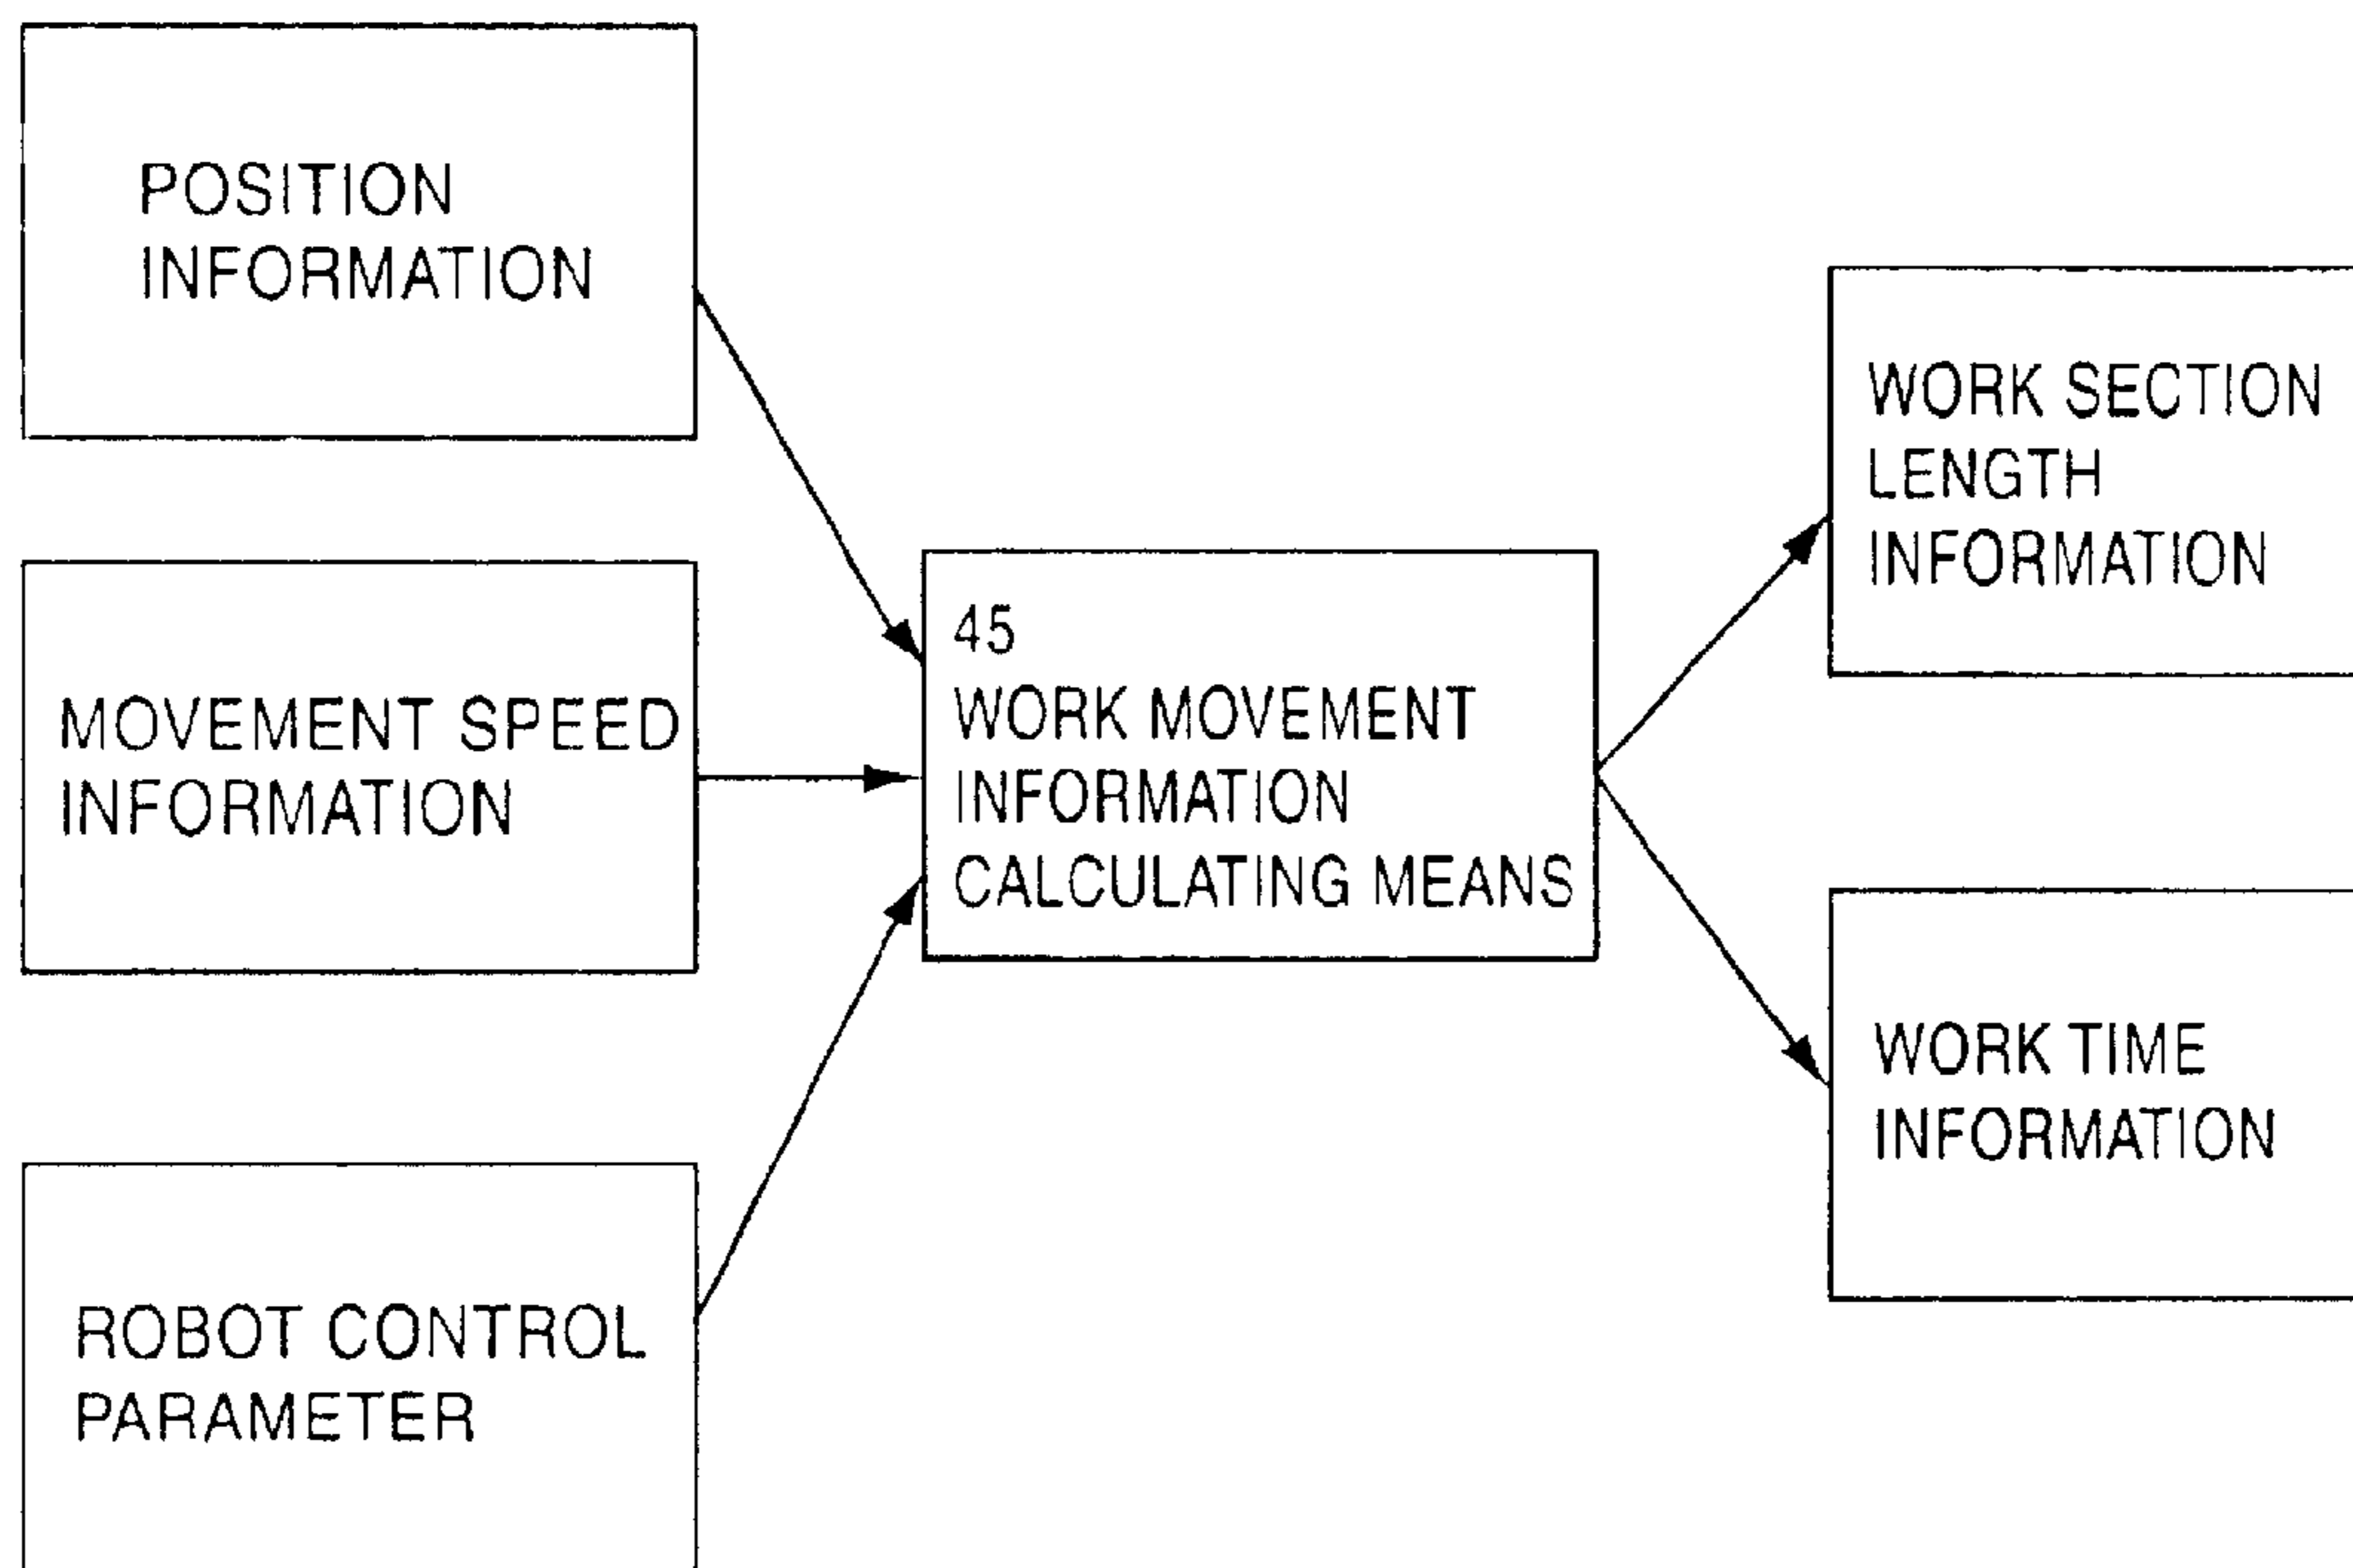 POSITION
INFORMATION
MOVEMENT SPEED
INFORMATION
ROBOT CONTROL
PARAMETER
45
WORK MOVEMENT
INFORMATION
CALCULATING MEANS
WORK SECTION
LENGTH
INFORMATION
WORK TIME
INFORMATION